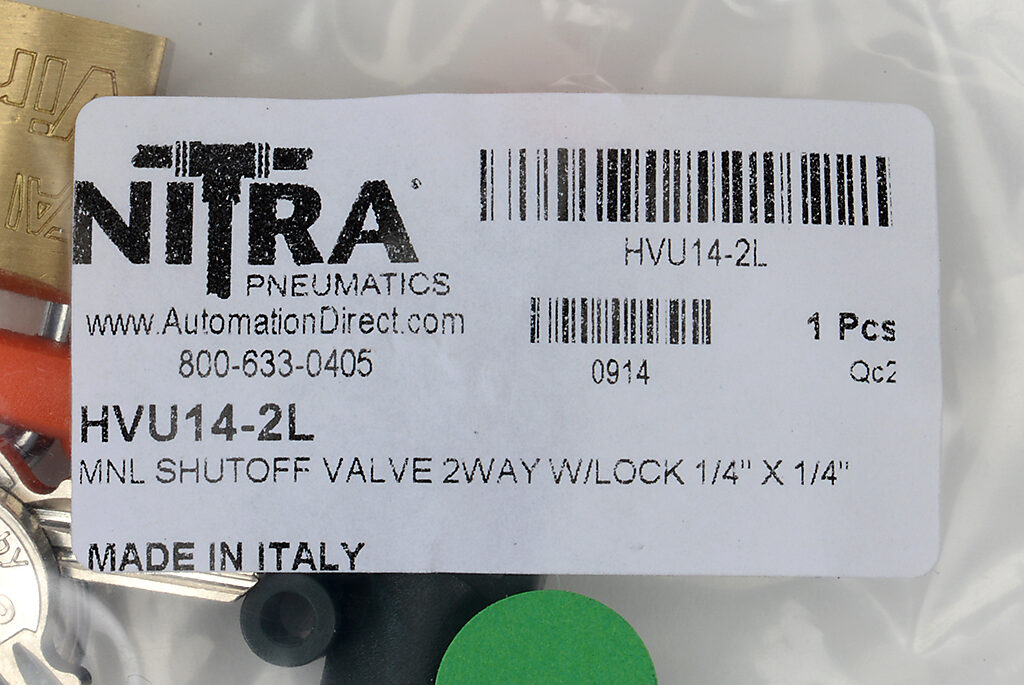 NITRA
PNEUMATICS
www.AutomationDirect.com
800-633-0405
HVU14-2L
0914
1 Pcs
Qc2
HVU14-2L
MNL SHUTOFF VALVE 2WAY W/LOCK 1/4" X 1/4"
MADE IN ITALY